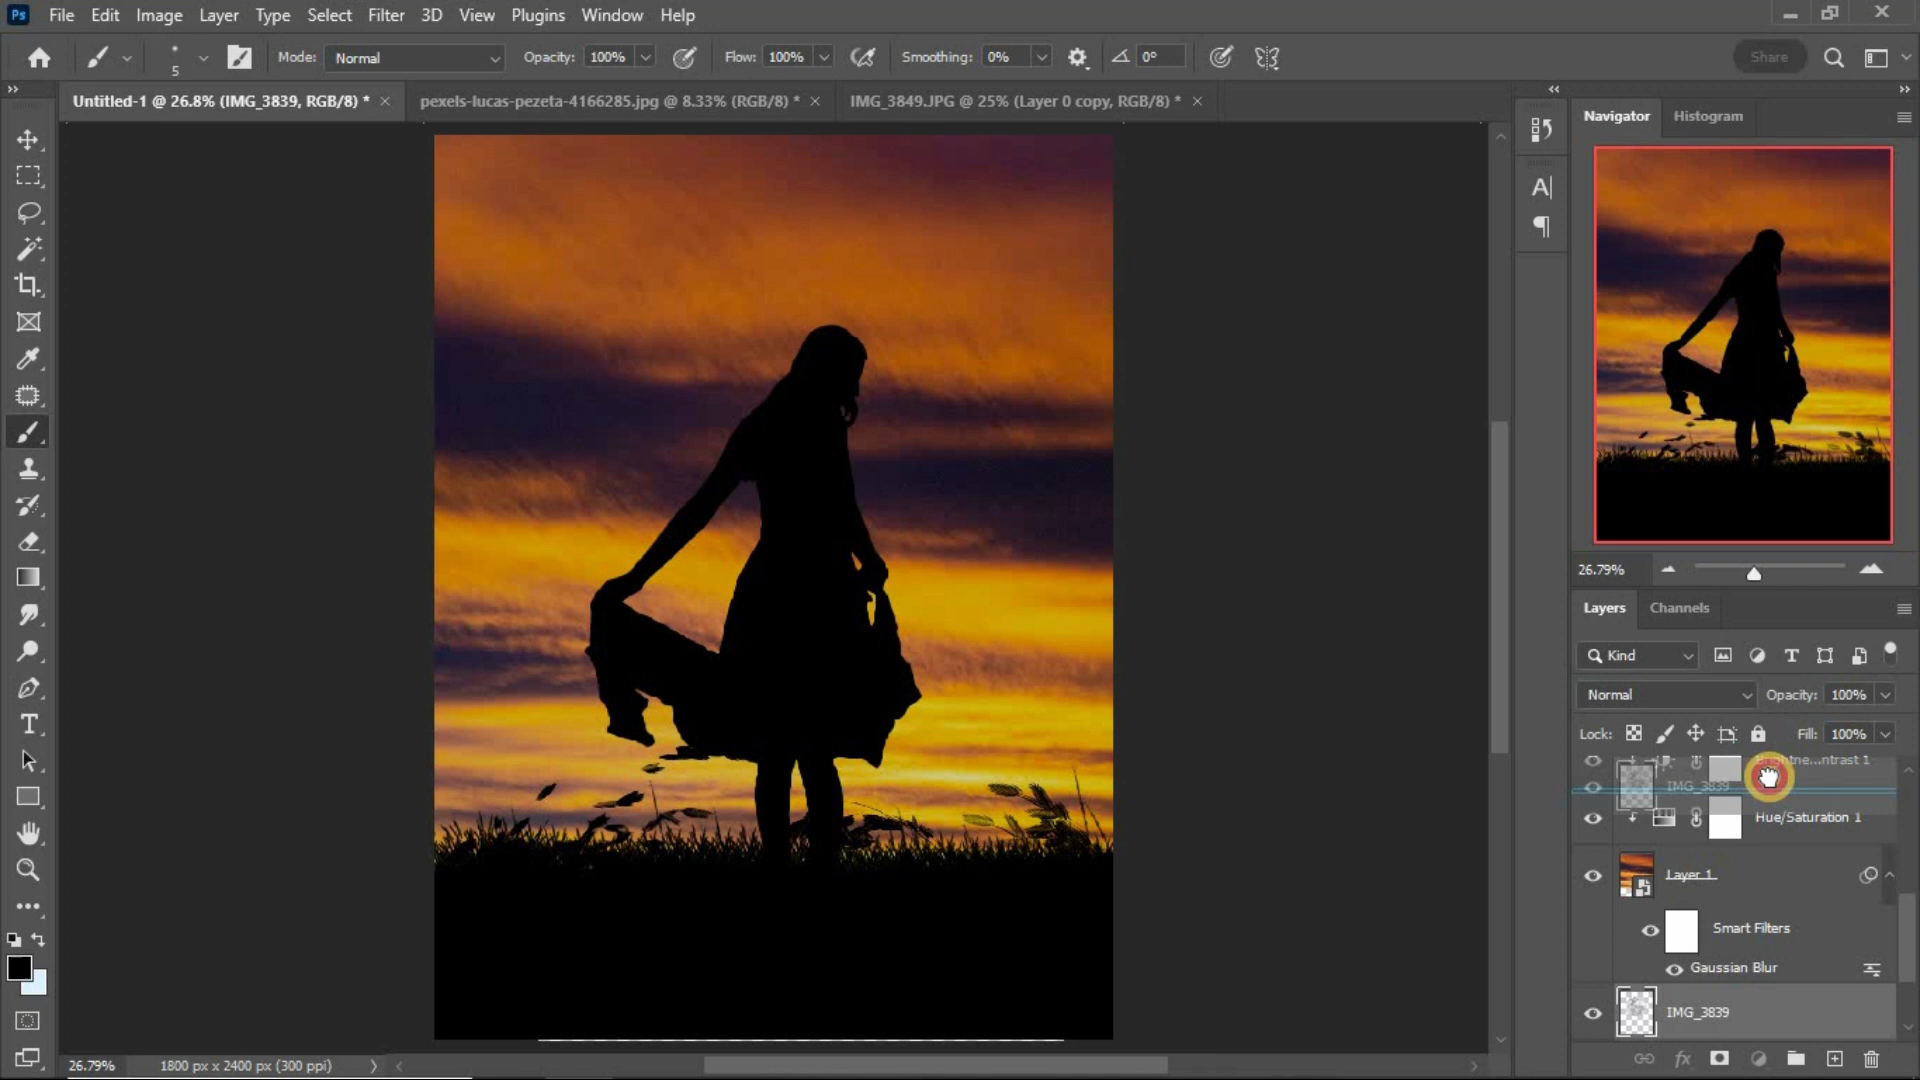 Ps File Edit Image Layer Type Select Filter 3D View Plugins Window Help
5 Mode: Normal Opacity: 100% Flow: 100% Smoothing: 0% 0° Share
Untitled-1 @ 26.8% (IMG_3839, RGB/8) * × pexels-lucas-pezeta-4166285.jpg @ 8.33% (RGB/8) * × IMG_3849.JPG @ 25% (Layer 0 copy, RGB/8) * ×
Navigator Histogram
26.79%
Layers Channels
Kind
Normal Opacity: 100%
Lock: Fill: 100%
Brightne...ntrast 1
IMG_3839
Hue/Saturation 1
Layer 1
Smart Filters
Gaussian Blur
IMG_3839
26.79% 1800 px x 2400 px (300 ppi)